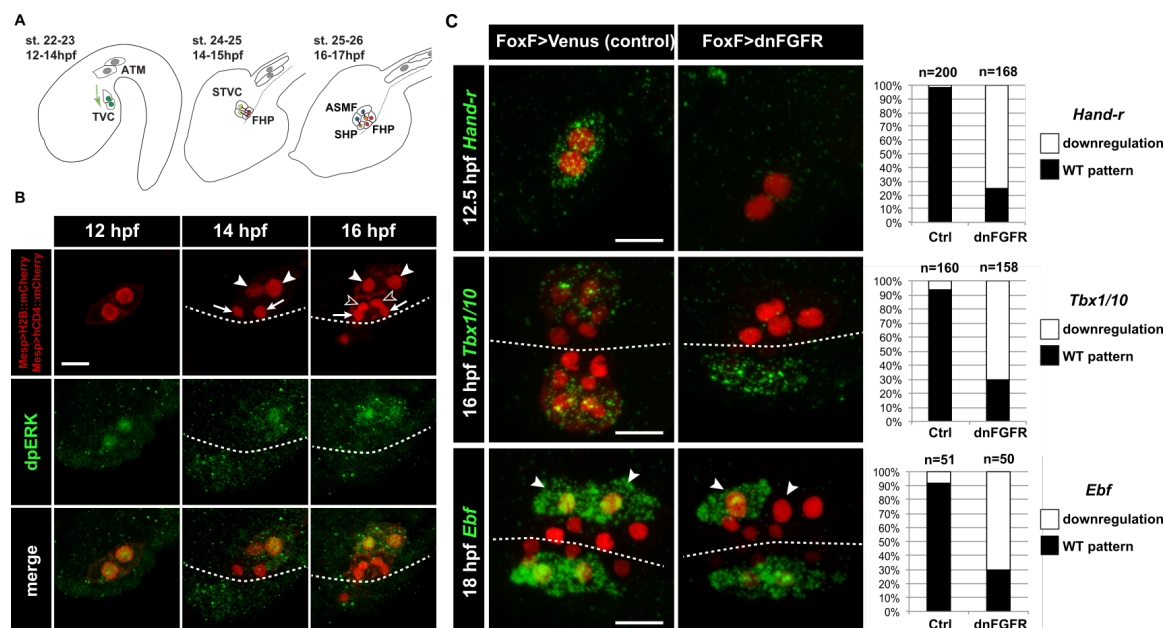 A
st. 22-23
12-14hpf
ATM
TVC
st. 24-25
14-15hpf
STVC
FHP
st. 25-26
16-17hpf
ASMF
SHP
FHP
B
12 hpf
14 hpf
16 hpf
Mesp>H2B::mCherry
Mesp>hCD4::mCherry
dpERK
merge
C
FoxF>Venus (control)
FoxF>dnFGFR
12.5 hpf Hand-r
n=200
n=168
100%
90%
80%
70%
60%
50%
40%
30%
20%
10%
0%
Ctrl
dnFGFR
Hand-r
downregulation
WT pattern
16 hpf Tbx1/10
n=160
n=158
100%
90%
80%
70%
60%
50%
40%
30%
20%
10%
0%
Ctrl
dnFGFR
Tbx1/10
downregulation
WT pattern
18 hpf Ebf
n=51
n=50
100%
90%
80%
70%
60%
50%
40%
30%
20%
10%
0%
Ctrl
dnFGFR
Ebf
downregulation
WT pattern